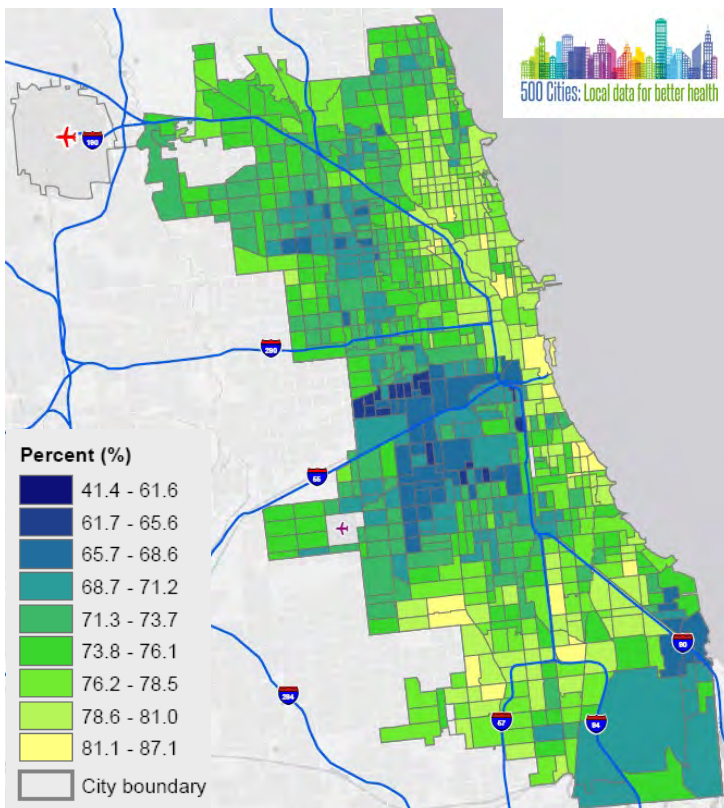 500 Cities: Local data for better health
190
290
55
90
294
57
94
Percent (%)
41.4 - 61.6
61.7 - 65.6
65.7 - 68.6
68.7 - 71.2
71.3 - 73.7
73.8 - 76.1
76.2 - 78.5
78.6 - 81.0
81.1 - 87.1
City boundary